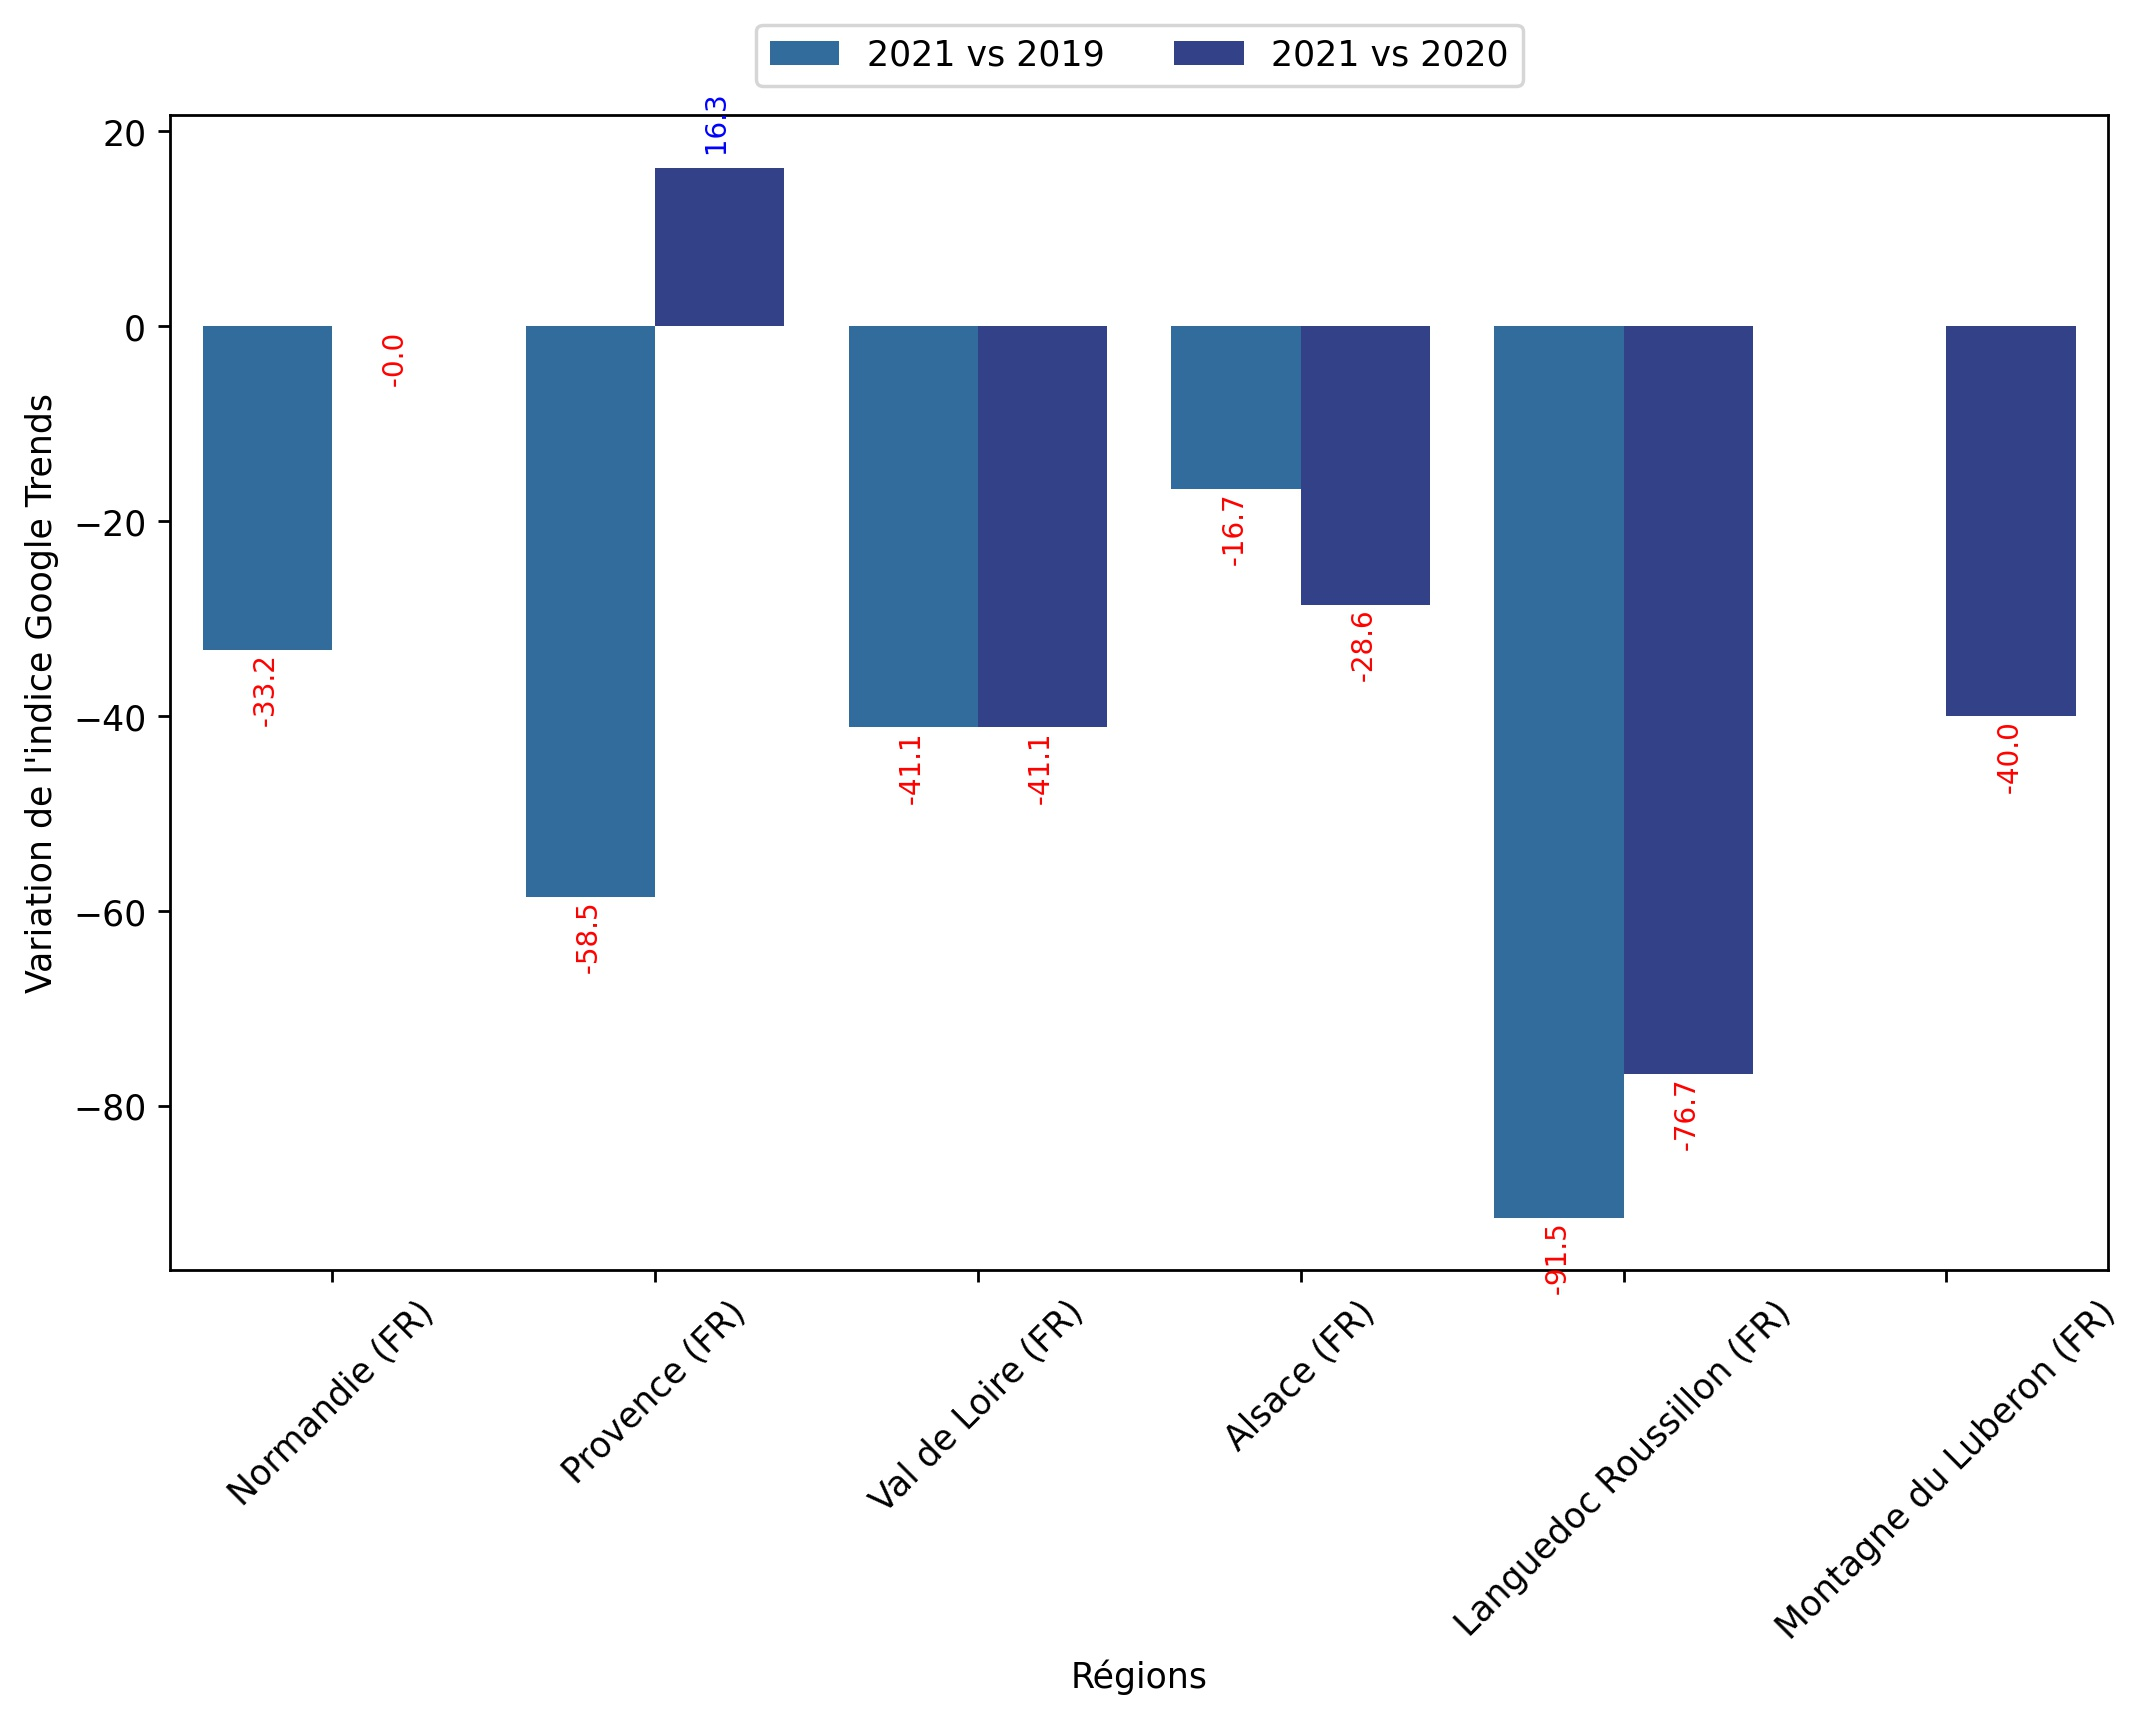 2021 vs 2019
2021 vs 2020
Variation de l'indice Google Trends
20
0
−20
−40
−60
−80
-33.2
-0.0
-58.5
16.3
-41.1
-41.1
-16.7
-28.6
-91.5
-76.7
-40.0
Normandie (FR)
Provence (FR)
Val de Loire (FR)
Alsace (FR)
Languedoc Roussillon (FR)
Montagne du Luberon (FR)
Régions